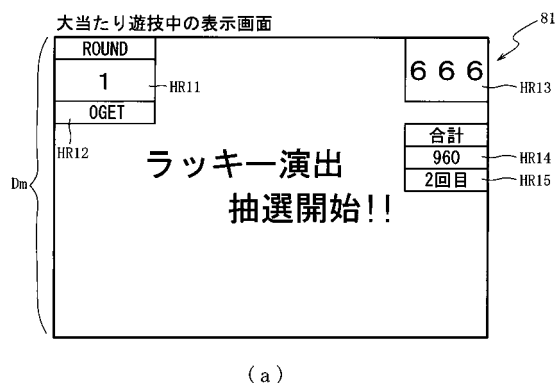 大当たり遊技中の表示画面
81
ROUND
1
HR11
0GET
HR12
666
HR13
合計
960
HR14
2回目
HR15
Dm
ラッキー演出
抽選開始!!
(a)